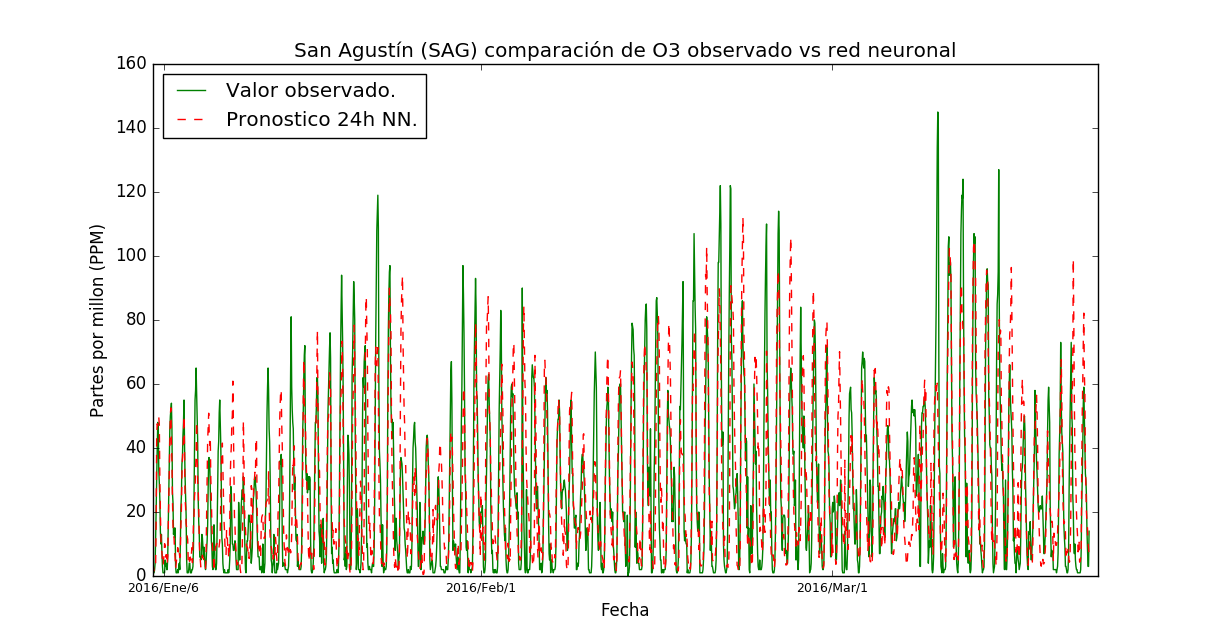 San Agustín (SAG) comparación de O3 observado vs red neuronal
160
140
120
100
80
60
40
20
0
Valor observado.
Pronostico 24h NN.
Partes por millon (PPM)
2016/Ene/6
2016/Feb/1
2016/Mar/1
Fecha